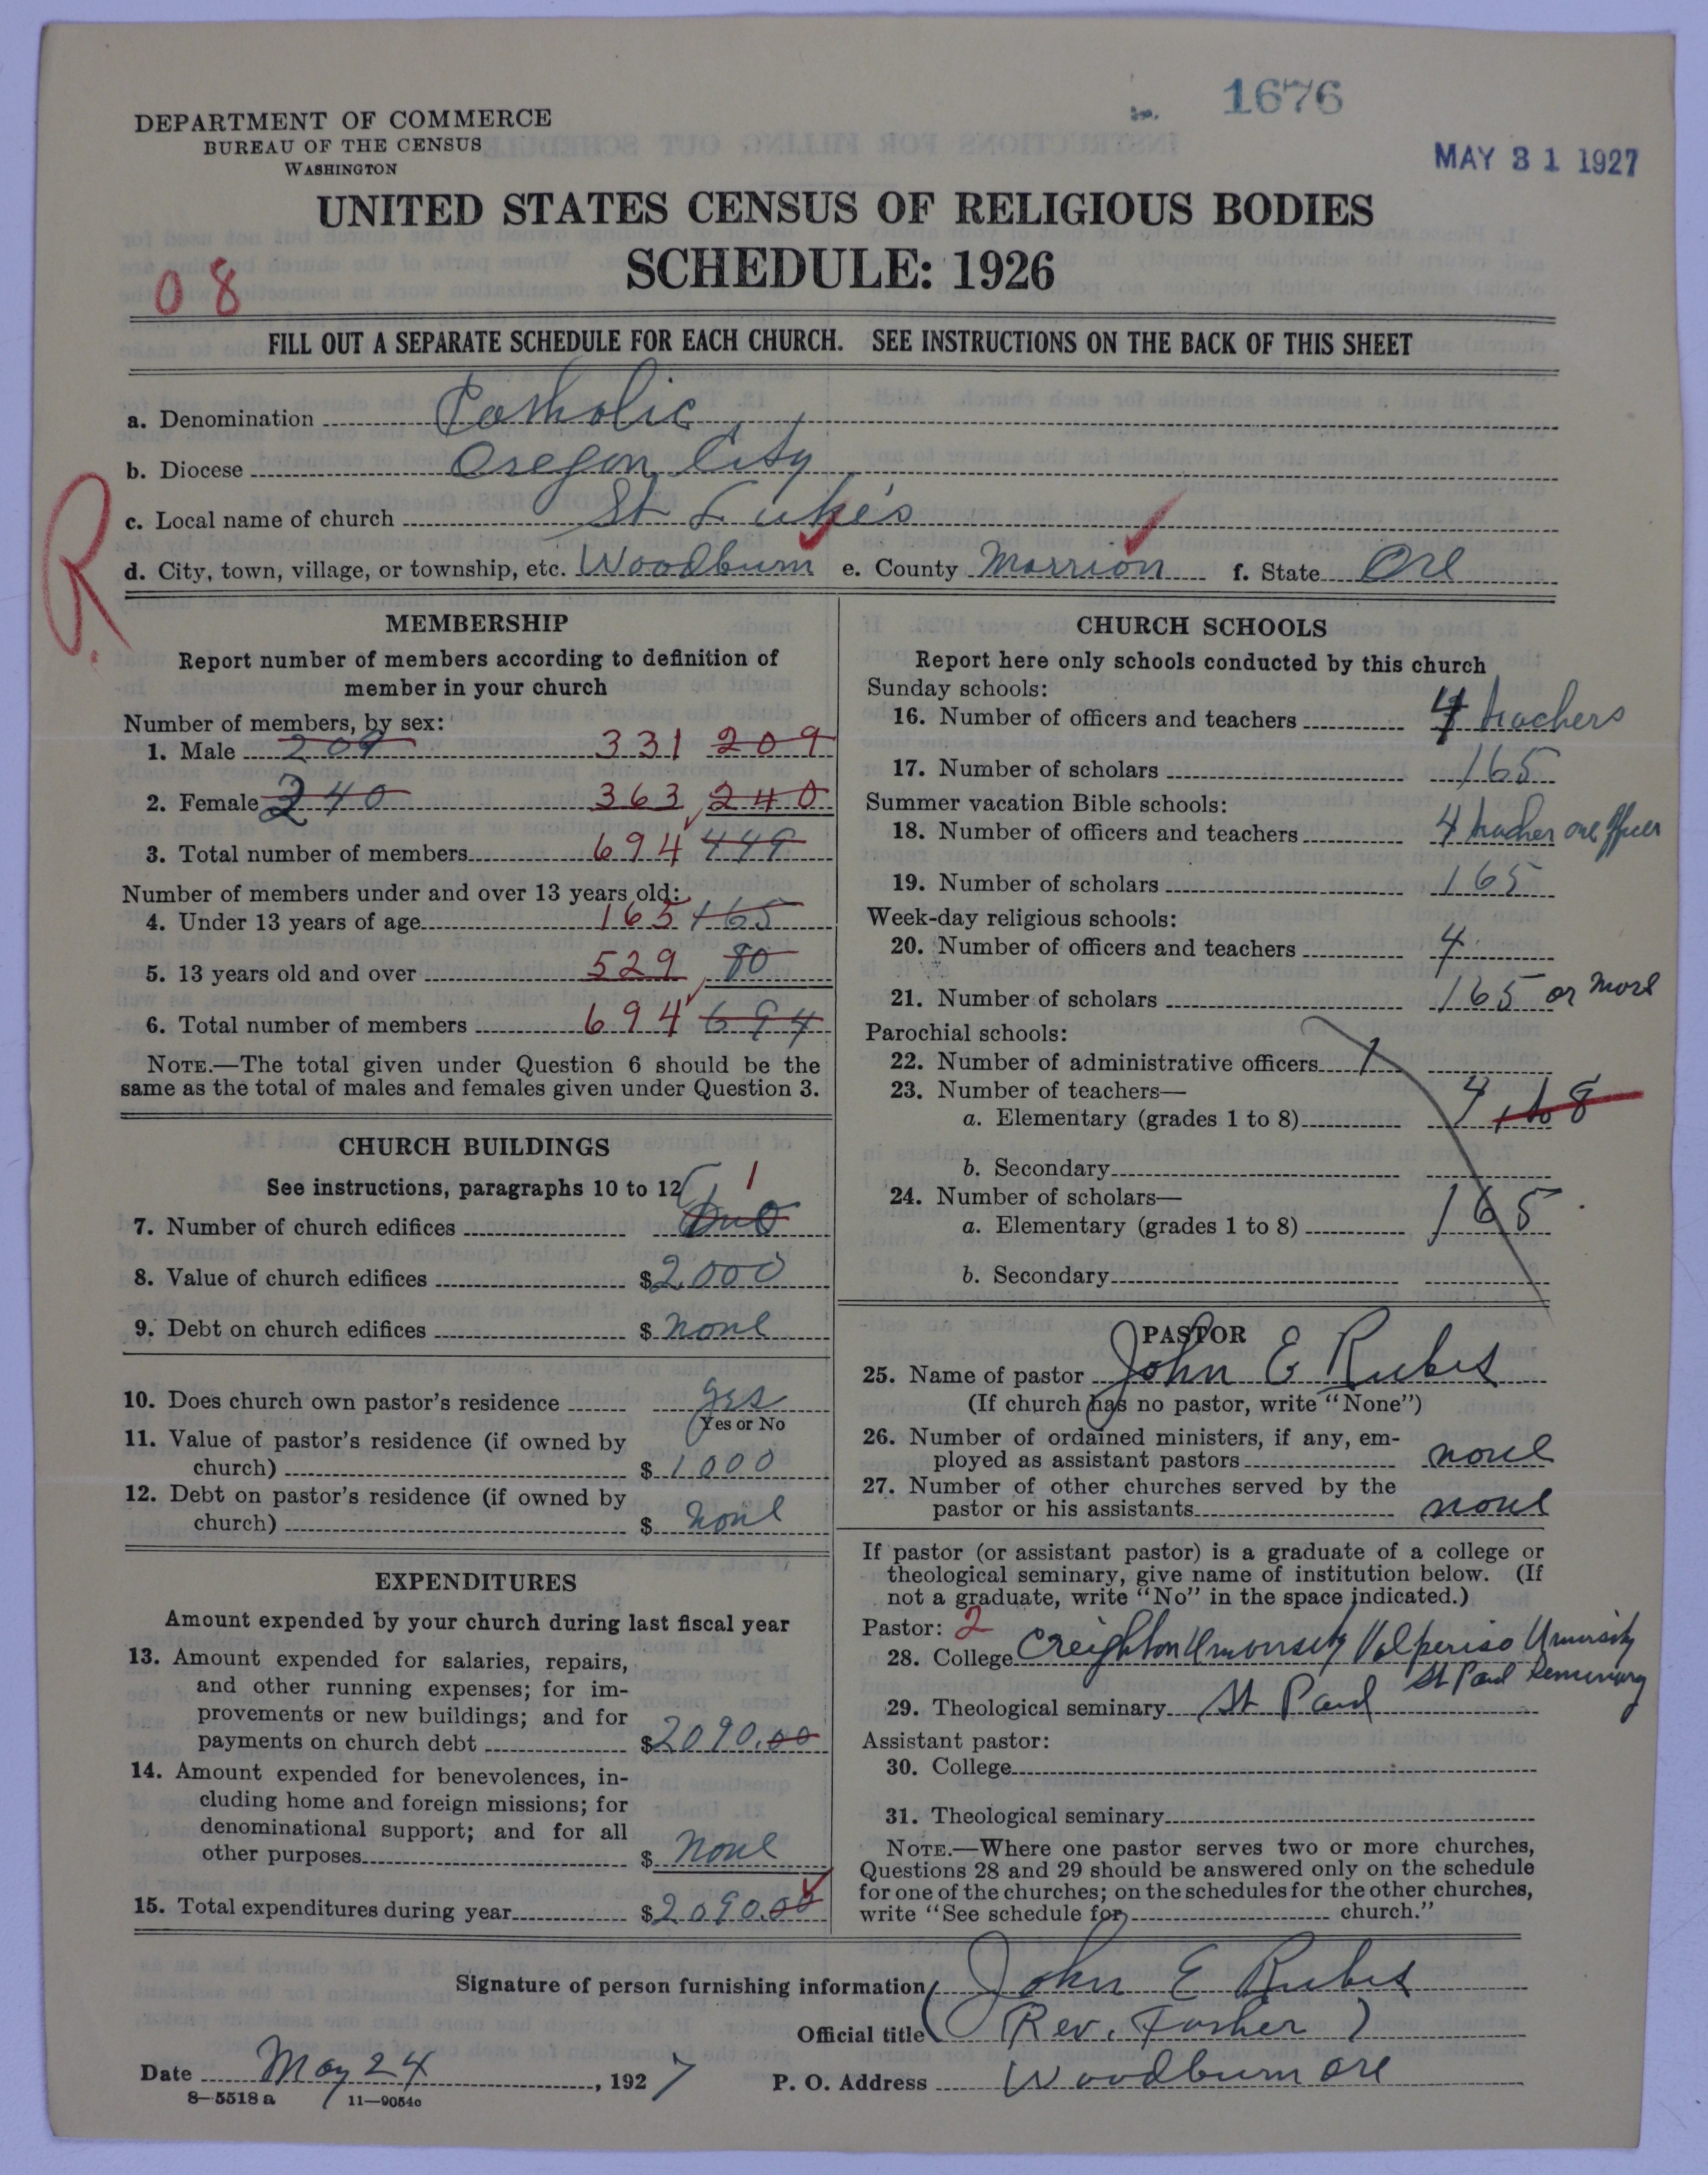 1676
DEPARTMENT OF COMMERCE
BUREAU OF THE CENSUS
WASHINGTON
MAY 31 1927
UNITED STATES CENSUS OF RELIGIOUS BODIES
SCHEDULE: 1926
08
FILL OUT A SEPARATE SCHEDULE FOR EACH CHURCH. SEE INSTRUCTIONS ON THE BACK OF THIS SHEET
a. Denomination Catholic
b. Diocese Oregon City
c. Local name of church St Luke's
R.
d. City, town, village, or township, etc. Woodburn e. County Marrion f. State Ore
MEMBERSHIP
Report number of members according to definition of
member in your church
Number of members, by sex:
1. Male 209 331 209
2. Female 240 363 240
3. Total number of members 694 449
Number of members under and over 13 years old:
4. Under 13 years of age 165 165
5. 13 years old and over 529 80
6. Total number of members 694 694
NOTE.—The total given under Question 6 should be the
same as the total of males and females given under Question 3.
CHURCH BUILDINGS
See instructions, paragraphs 10 to 12
1
7. Number of church edifices one
8. Value of church edifices $2000
9. Debt on church edifices $ none
10. Does church own pastor's residence yes
(Yes or No
11. Value of pastor's residence (if owned by
church) $1000
12. Debt on pastor's residence (if owned by
church) $ none
EXPENDITURES
Amount expended by your church during last fiscal year
13. Amount expended for salaries, repairs,
and other running expenses; for im-
provements or new buildings; and for
payments on church debt $2090.00
14. Amount expended for benevolences, in-
cluding home and foreign missions; for
denominational support; and for all
other purposes $ none
15. Total expenditures during year $2090.00
CHURCH SCHOOLS
Report here only schools conducted by this church
Sunday schools:
16. Number of officers and teachers 4 teachers
17. Number of scholars 165
Summer vacation Bible schools:
18. Number of officers and teachers 4 teacher one officer
19. Number of scholars 165
Week-day religious schools:
20. Number of officers and teachers 4
21. Number of scholars 165 or more
Parochial schools:
22. Number of administrative officers 1
23. Number of teachers—
a. Elementary (grades 1 to 8) 4 1 to 8
b. Secondary
24. Number of scholars—
a. Elementary (grades 1 to 8) 165
b. Secondary
PASTOR
25. Name of pastor John E Rubis
(If church has no pastor, write "None")
26. Number of ordained ministers, if any, em-
ployed as assistant pastors none
27. Number of other churches served by the
pastor or his assistants none
If pastor (or assistant pastor) is a graduate of a college or
theological seminary, give name of institution below. (If
not a graduate, write "No" in the space indicated.)
Pastor: 2
28. College Creighton University Valperiso University
St Paul Seminary
29. Theological seminary St Paul
Assistant pastor:
30. College
31. Theological seminary
NOTE.—Where one pastor serves two or more churches,
Questions 28 and 29 should be answered only on the schedule
for one of the churches; on the schedules for the other churches,
write "See schedule for church."
Signature of person furnishing information John E Rubis
Official title (Rev. Father)
Date May 24, 1927 P. O. Address Woodburn Ore
8—5518 a 11—9054c